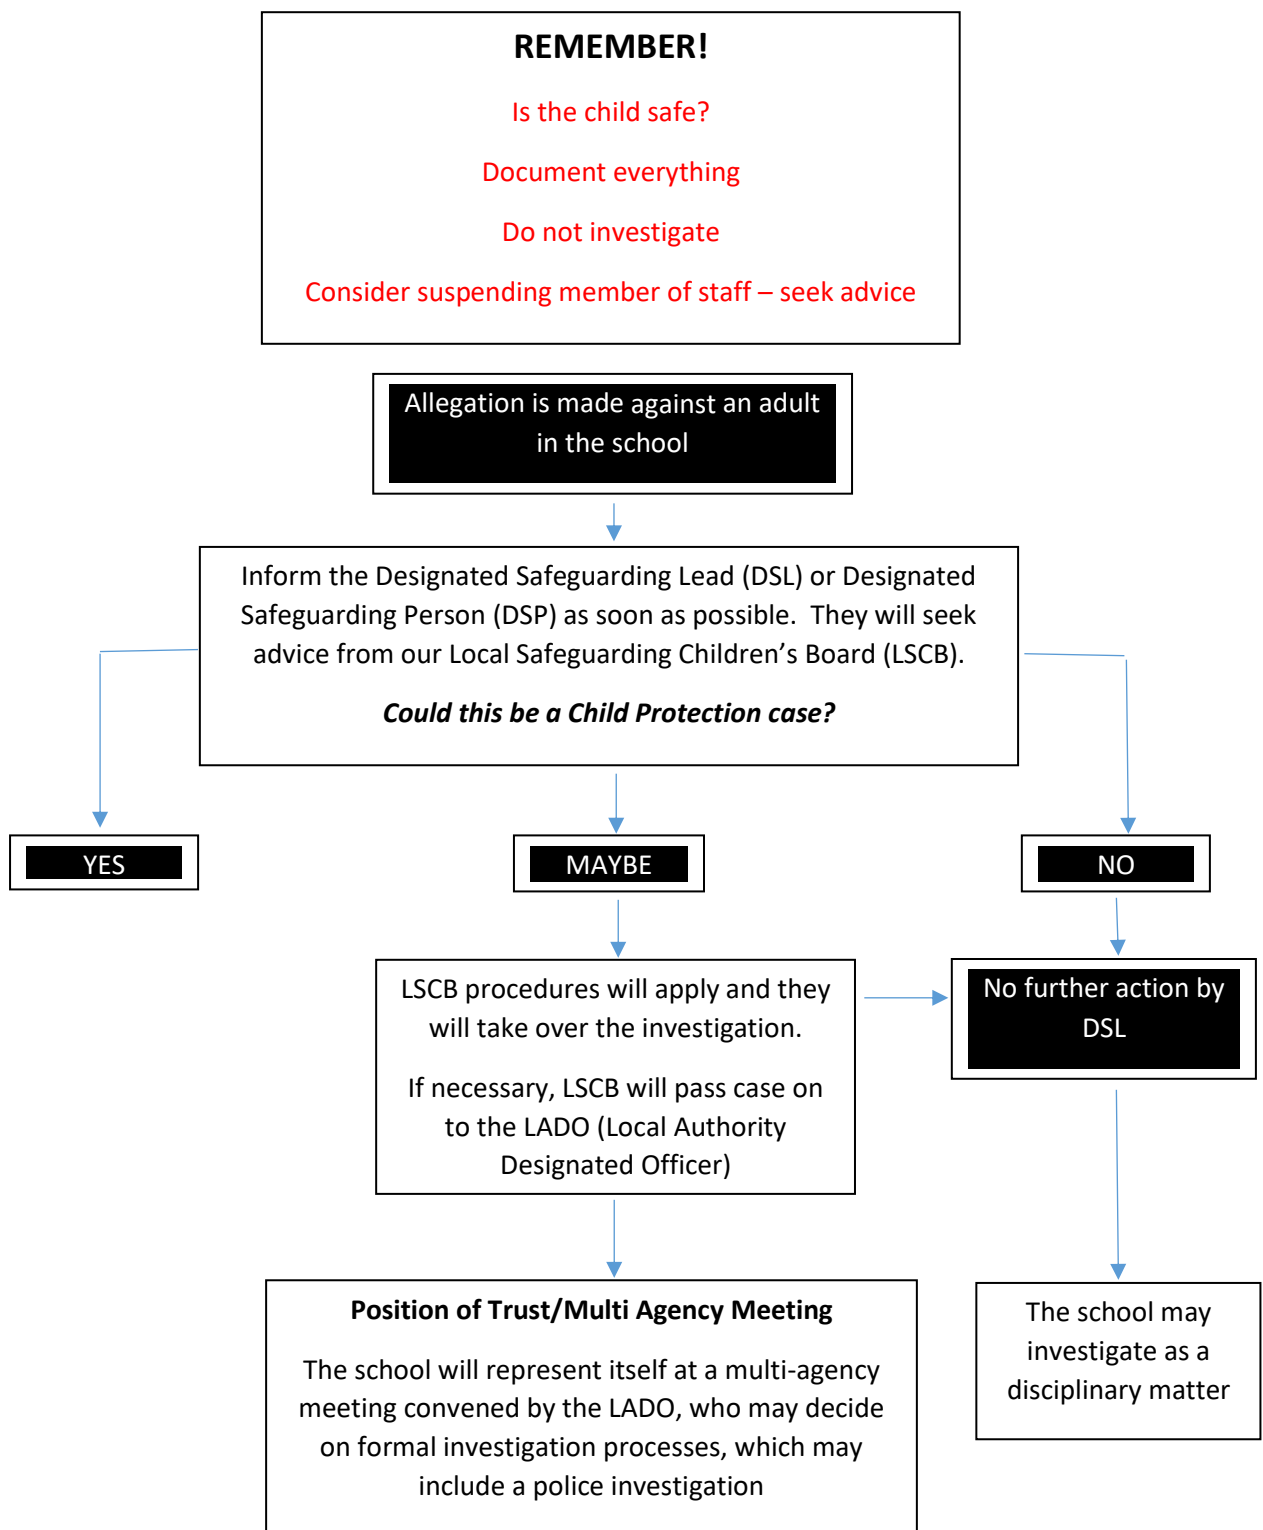 REMEMBER!
Is the child safe?
Document everything
Do not investigate
Consider suspending member of staff – seek advice
Allegation is made against an adult
in the school
Inform the Designated Safeguarding Lead (DSL) or Designated
Safeguarding Person (DSP) as soon as possible.  They will seek
advice from our Local Safeguarding Children’s Board (LSCB).
Could this be a Child Protection case?
YES
MAYBE
NO
LSCB procedures will apply and they
will take over the investigation.
If necessary, LSCB will pass case on
to the LADO (Local Authority
Designated Officer)
No further action by
DSL
Position of Trust/Multi Agency Meeting
The school will represent itself at a multi-agency
meeting convened by the LADO, who may decide
on formal investigation processes, which may
include a police investigation
The school may
investigate as a
disciplinary matter